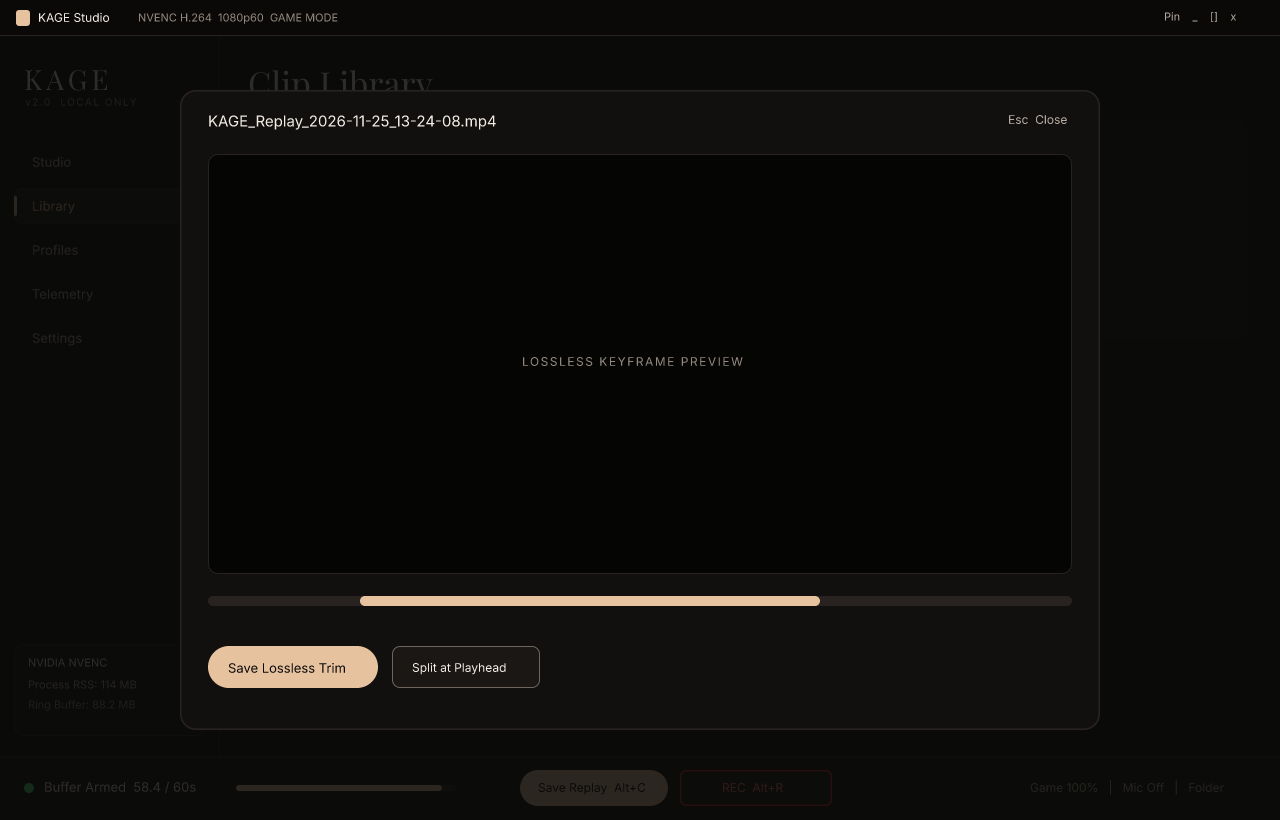 KAGE Studio NVENC H.264 1080p60 GAME MODE Pin _ [] x
KAGE
v2.0 LOCAL ONLY
Clip Library
Studio
Library
Profiles
Telemetry
Settings
KAGE_Replay_2026-11-25_13-24-08.mp4 Esc Close
LOSSLESS KEYFRAME PREVIEW
Save Lossless Trim Split at Playhead
NVIDIA NVENC
Process RSS: 114 MB
Ring Buffer: 88.2 MB
Buffer Armed 58.4 / 60s Save Replay Alt+C REC Alt+R Game 100% | Mic Off | Folder